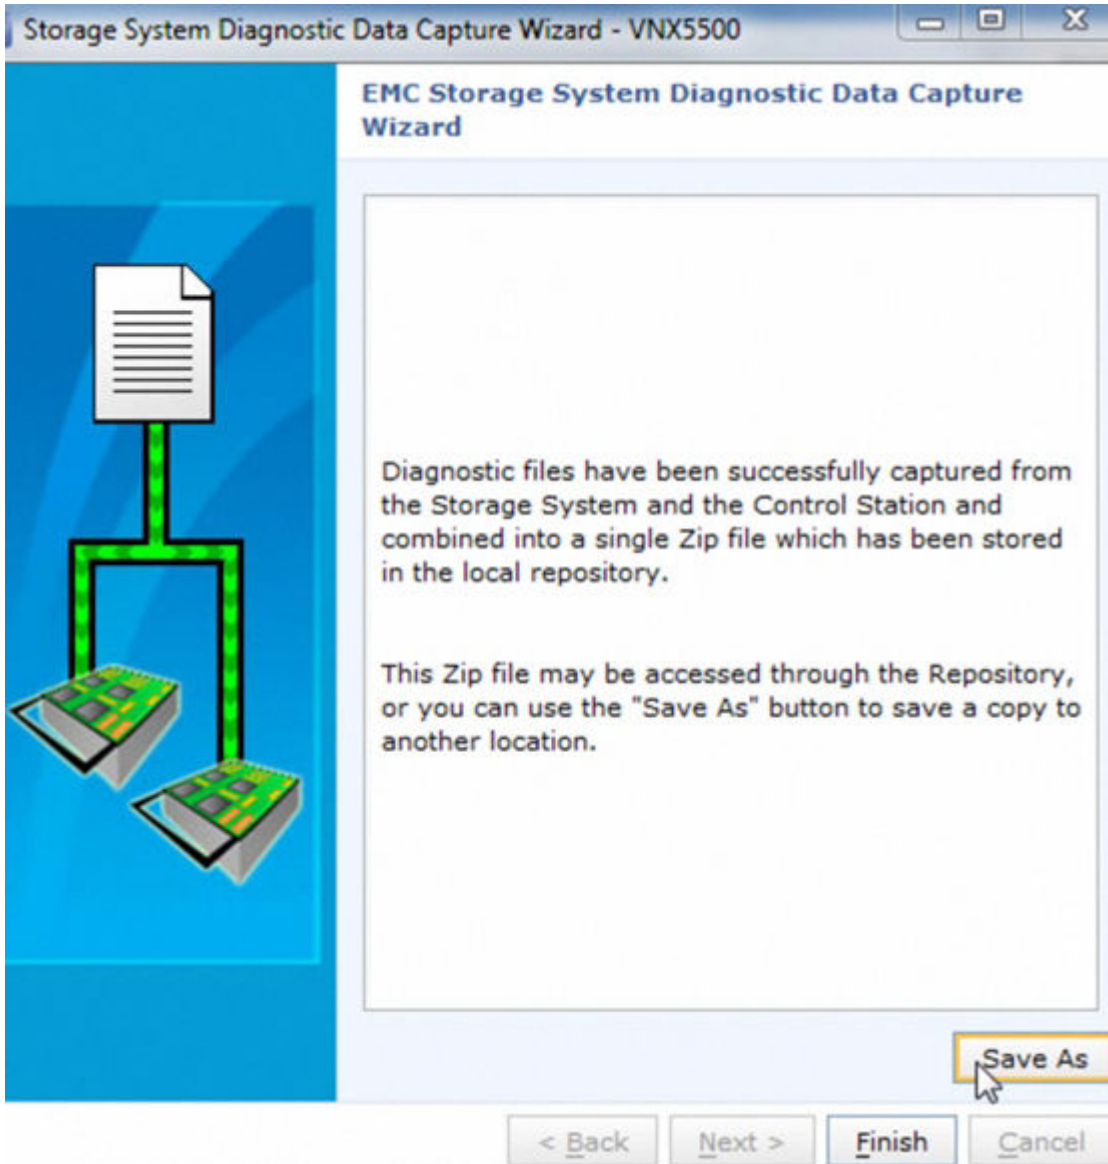 Storage System Diagnostic Data Capture Wizard - VNX5500
EMC Storage System Diagnostic Data Capture
Wizard
Diagnostic files have been successfully captured from
the Storage System and the Control Station and
combined into a single Zip file which has been stored
in the local repository.
This Zip file may be accessed through the Repository,
or you can use the "Save As" button to save a copy to
another location.
Save As
< Back
Next >
Finish
Cancel